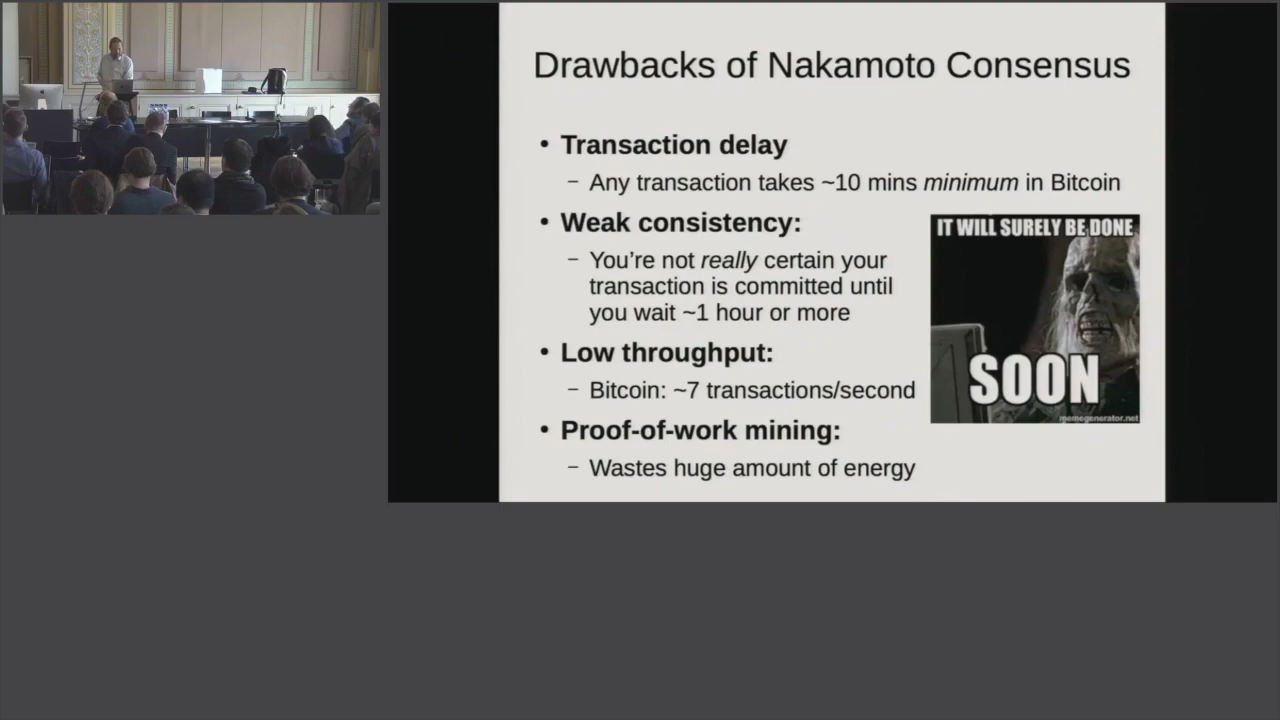 Drawbacks of Nakamoto Consensus
• Transaction delay
– Any transaction takes ~10 mins minimum in Bitcoin
• Weak consistency:
– You’re not really certain your
transaction is committed until
you wait ~1 hour or more
• Low throughput:
– Bitcoin: ~7 transactions/second
• Proof-of-work mining:
– Wastes huge amount of energy
IT WILL SURELY BE DONE
SOON
memegenerator.net